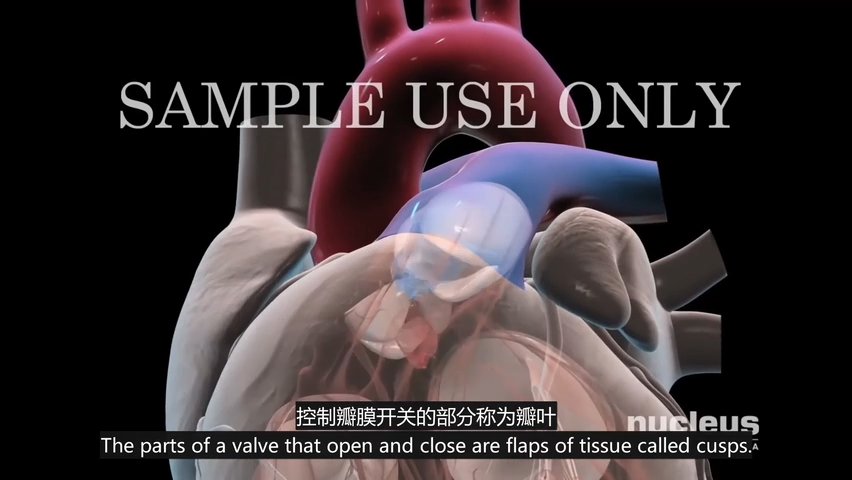 SAMPLE USE ONLY
控制瓣膜开关的部分称为瓣叶
nucleus
The parts of a valve that open and close are flaps of tissue called cusps.